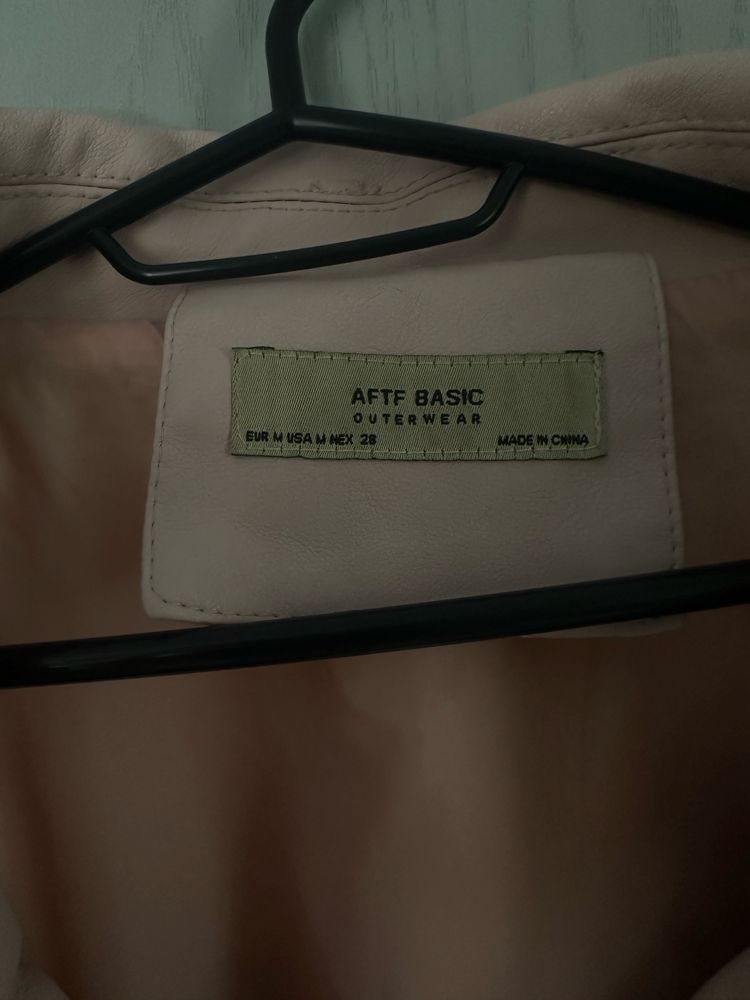 AFTF BASIC
OUTERWEAR
EUR M USA M MEX 28 MADE IN CHINA